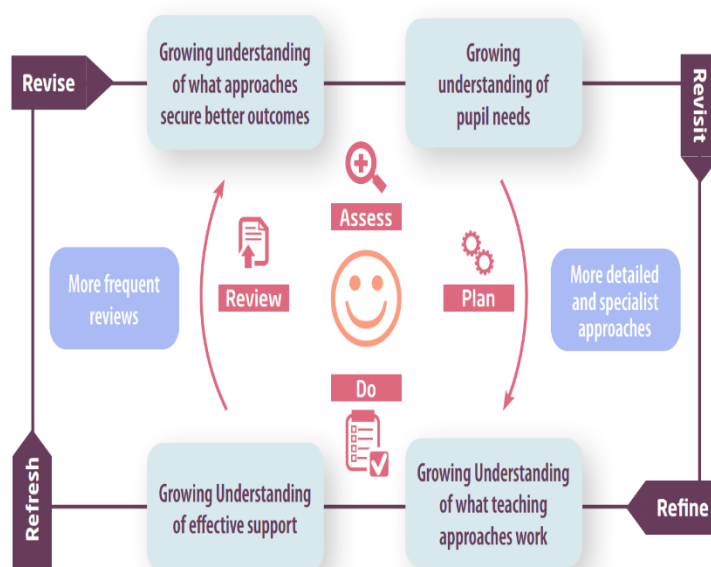 Revise
Growing understanding
of what approaches
secure better outcomes
Growing
understanding of
pupil needs
Revisit
Assess
More frequent
reviews
Review
Plan
More detailed
and specialist
approaches
Do
Refresh
Growing Understanding
of effective support
Growing Understanding
of what teaching
approaches work
Refine